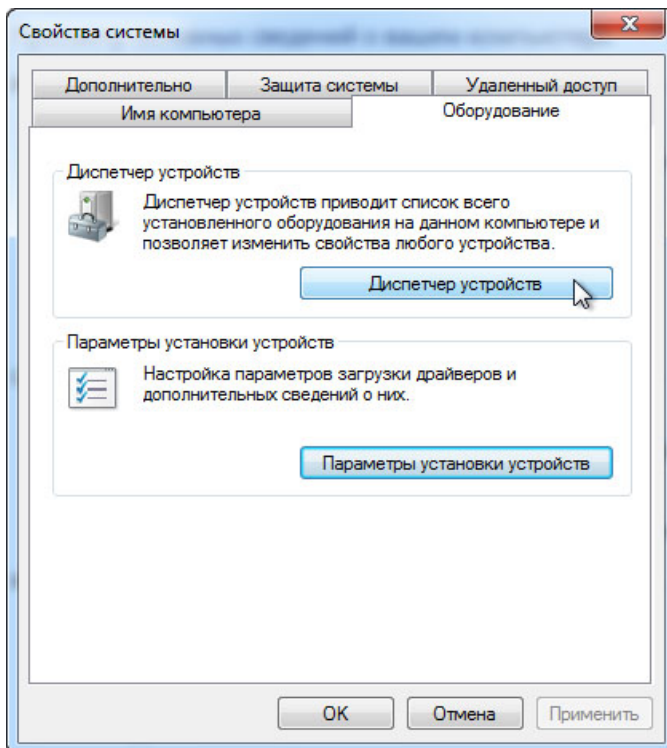 Свойства системы
Дополнительно
Защита системы
Удаленный доступ
Имя компьютера
Оборудование
Диспетчер устройств
Диспетчер устройств приводит список всего
установленного оборудования на данном компьютере и
позволяет изменить свойства любого устройства.
Диспетчер устройств
Параметры установки устройств
Настройка параметров загрузки драйверов и
дополнительных сведений о них.
Параметры установки устройств
OK
Отмена
Применить